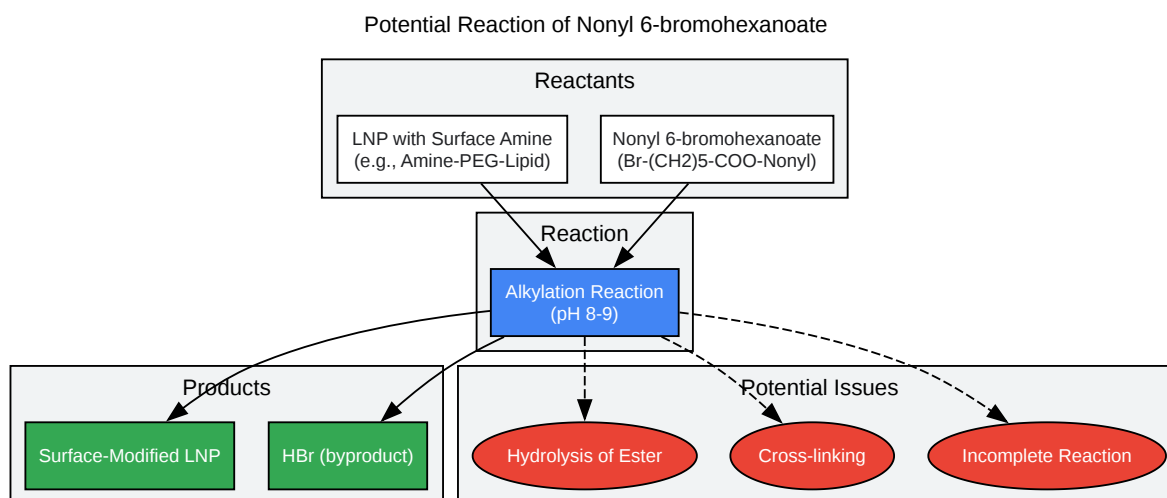 Potential Reaction of Nonyl 6-bromohexanoate
Reactants
LNP with Surface Amine
(e.g., Amine-PEG-Lipid)
Nonyl 6-bromohexanoate
(Br-(CH2)5-COO-Nonyl)
Reaction
Alkylation Reaction
(pH 8-9)
Products
Surface-Modified LNP
HBr (byproduct)
Potential Issues
Hydrolysis of Ester
Cross-linking
Incomplete Reaction